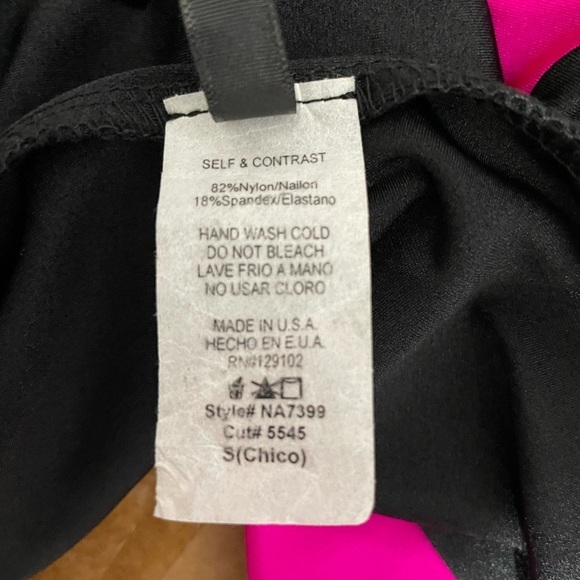 SELF & CONTRAST
82%Nylon/Nailon
18%Spandex/Elastano
HAND WASH COLD
DO NOT BLEACH
LAVE FRIO A MANO
NO USAR CLORO
MADE IN U.S.A.
HECHO EN E.U.A.
RN#129102
Style# NA7399
Cut# 5545
S(Chico)